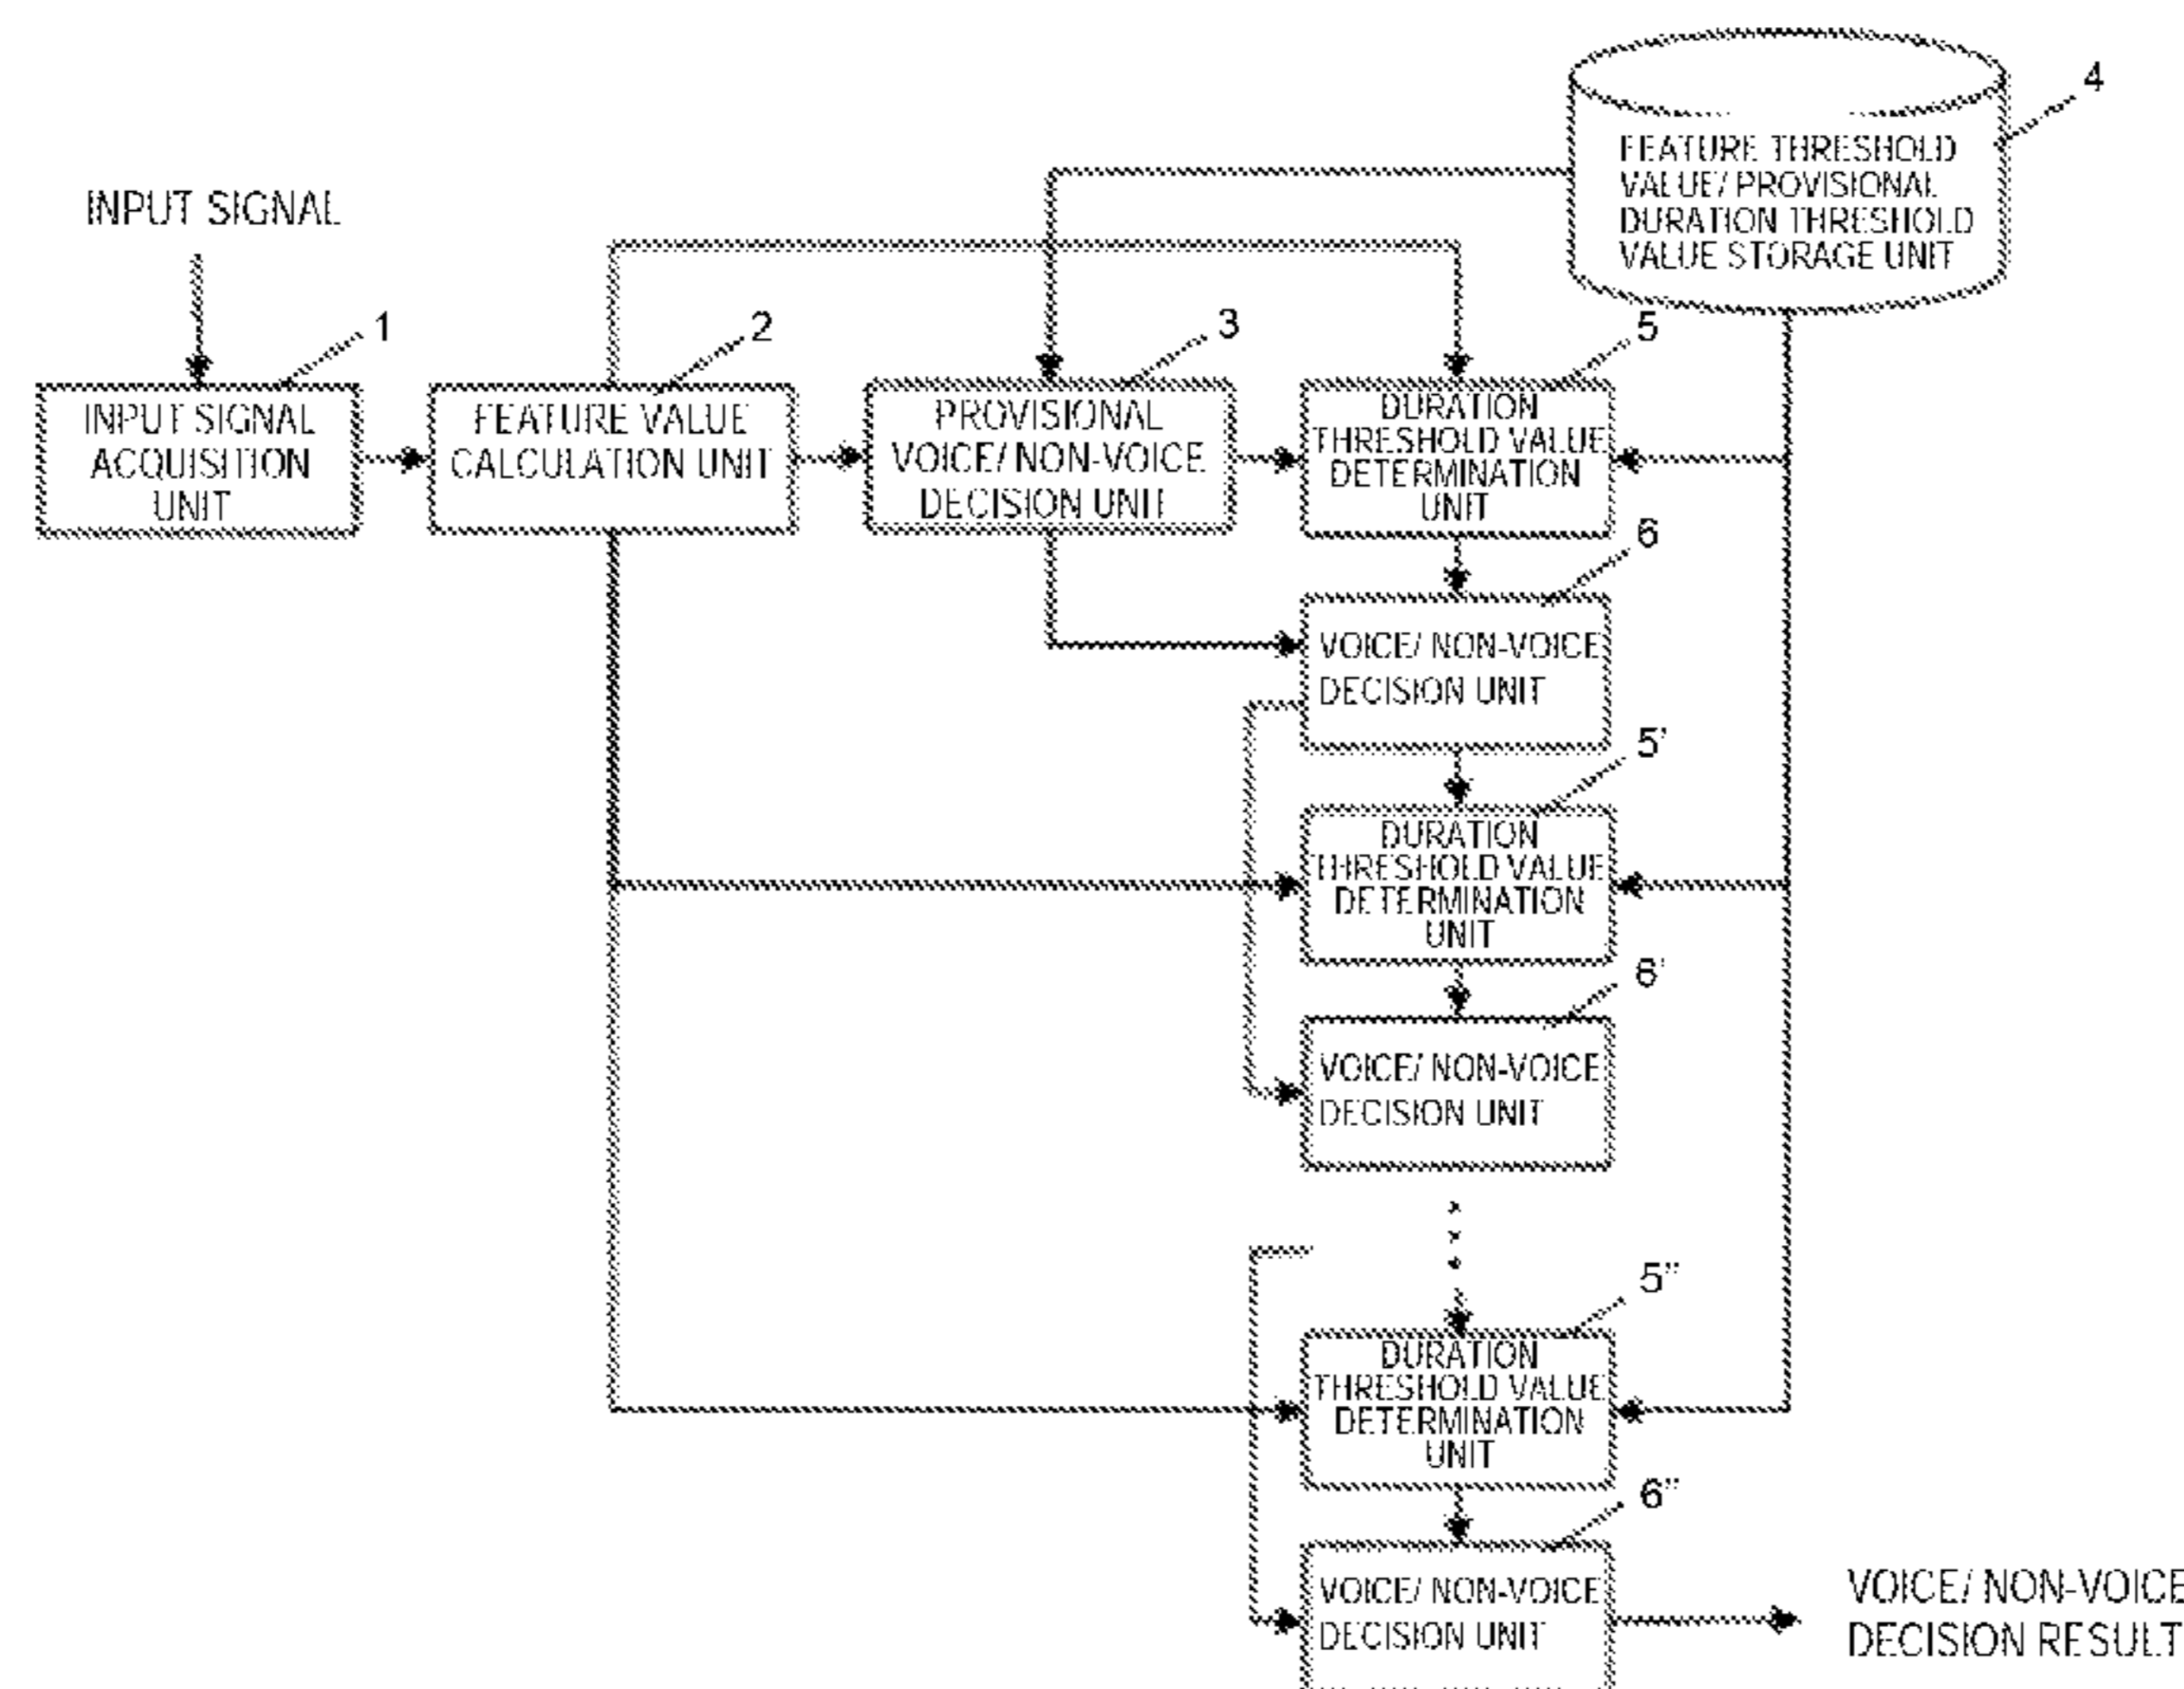 4
FEATURE THRESHOLD
VALUE/ PROVISIONAL
DURATION THRESHOLD
VALUE STORAGE UNIT
INPUT SIGNAL
1
2
3
5
INPUT SIGNAL
ACQUISITION
UNIT
FEATURE VALUE
CALCULATION UNIT
PROVISIONAL
VOICE/ NON-VOICE
DECISION UNIT
DURATION
THRESHOLD VALUE
DETERMINATION
UNIT
6
VOICE/ NON-VOICE
DECISION UNIT
5'
DURATION
THRESHOLD VALUE
DETERMINATION
UNIT
6'
VOICE/ NON-VOICE
DECISION UNIT
5"
DURATION
THRESHOLD VALUE
DETERMINATION
UNIT
6"
VOICE/ NON-VOICE
DECISION UNIT
VOICE/ NON-VOICE
DECISION RESULT